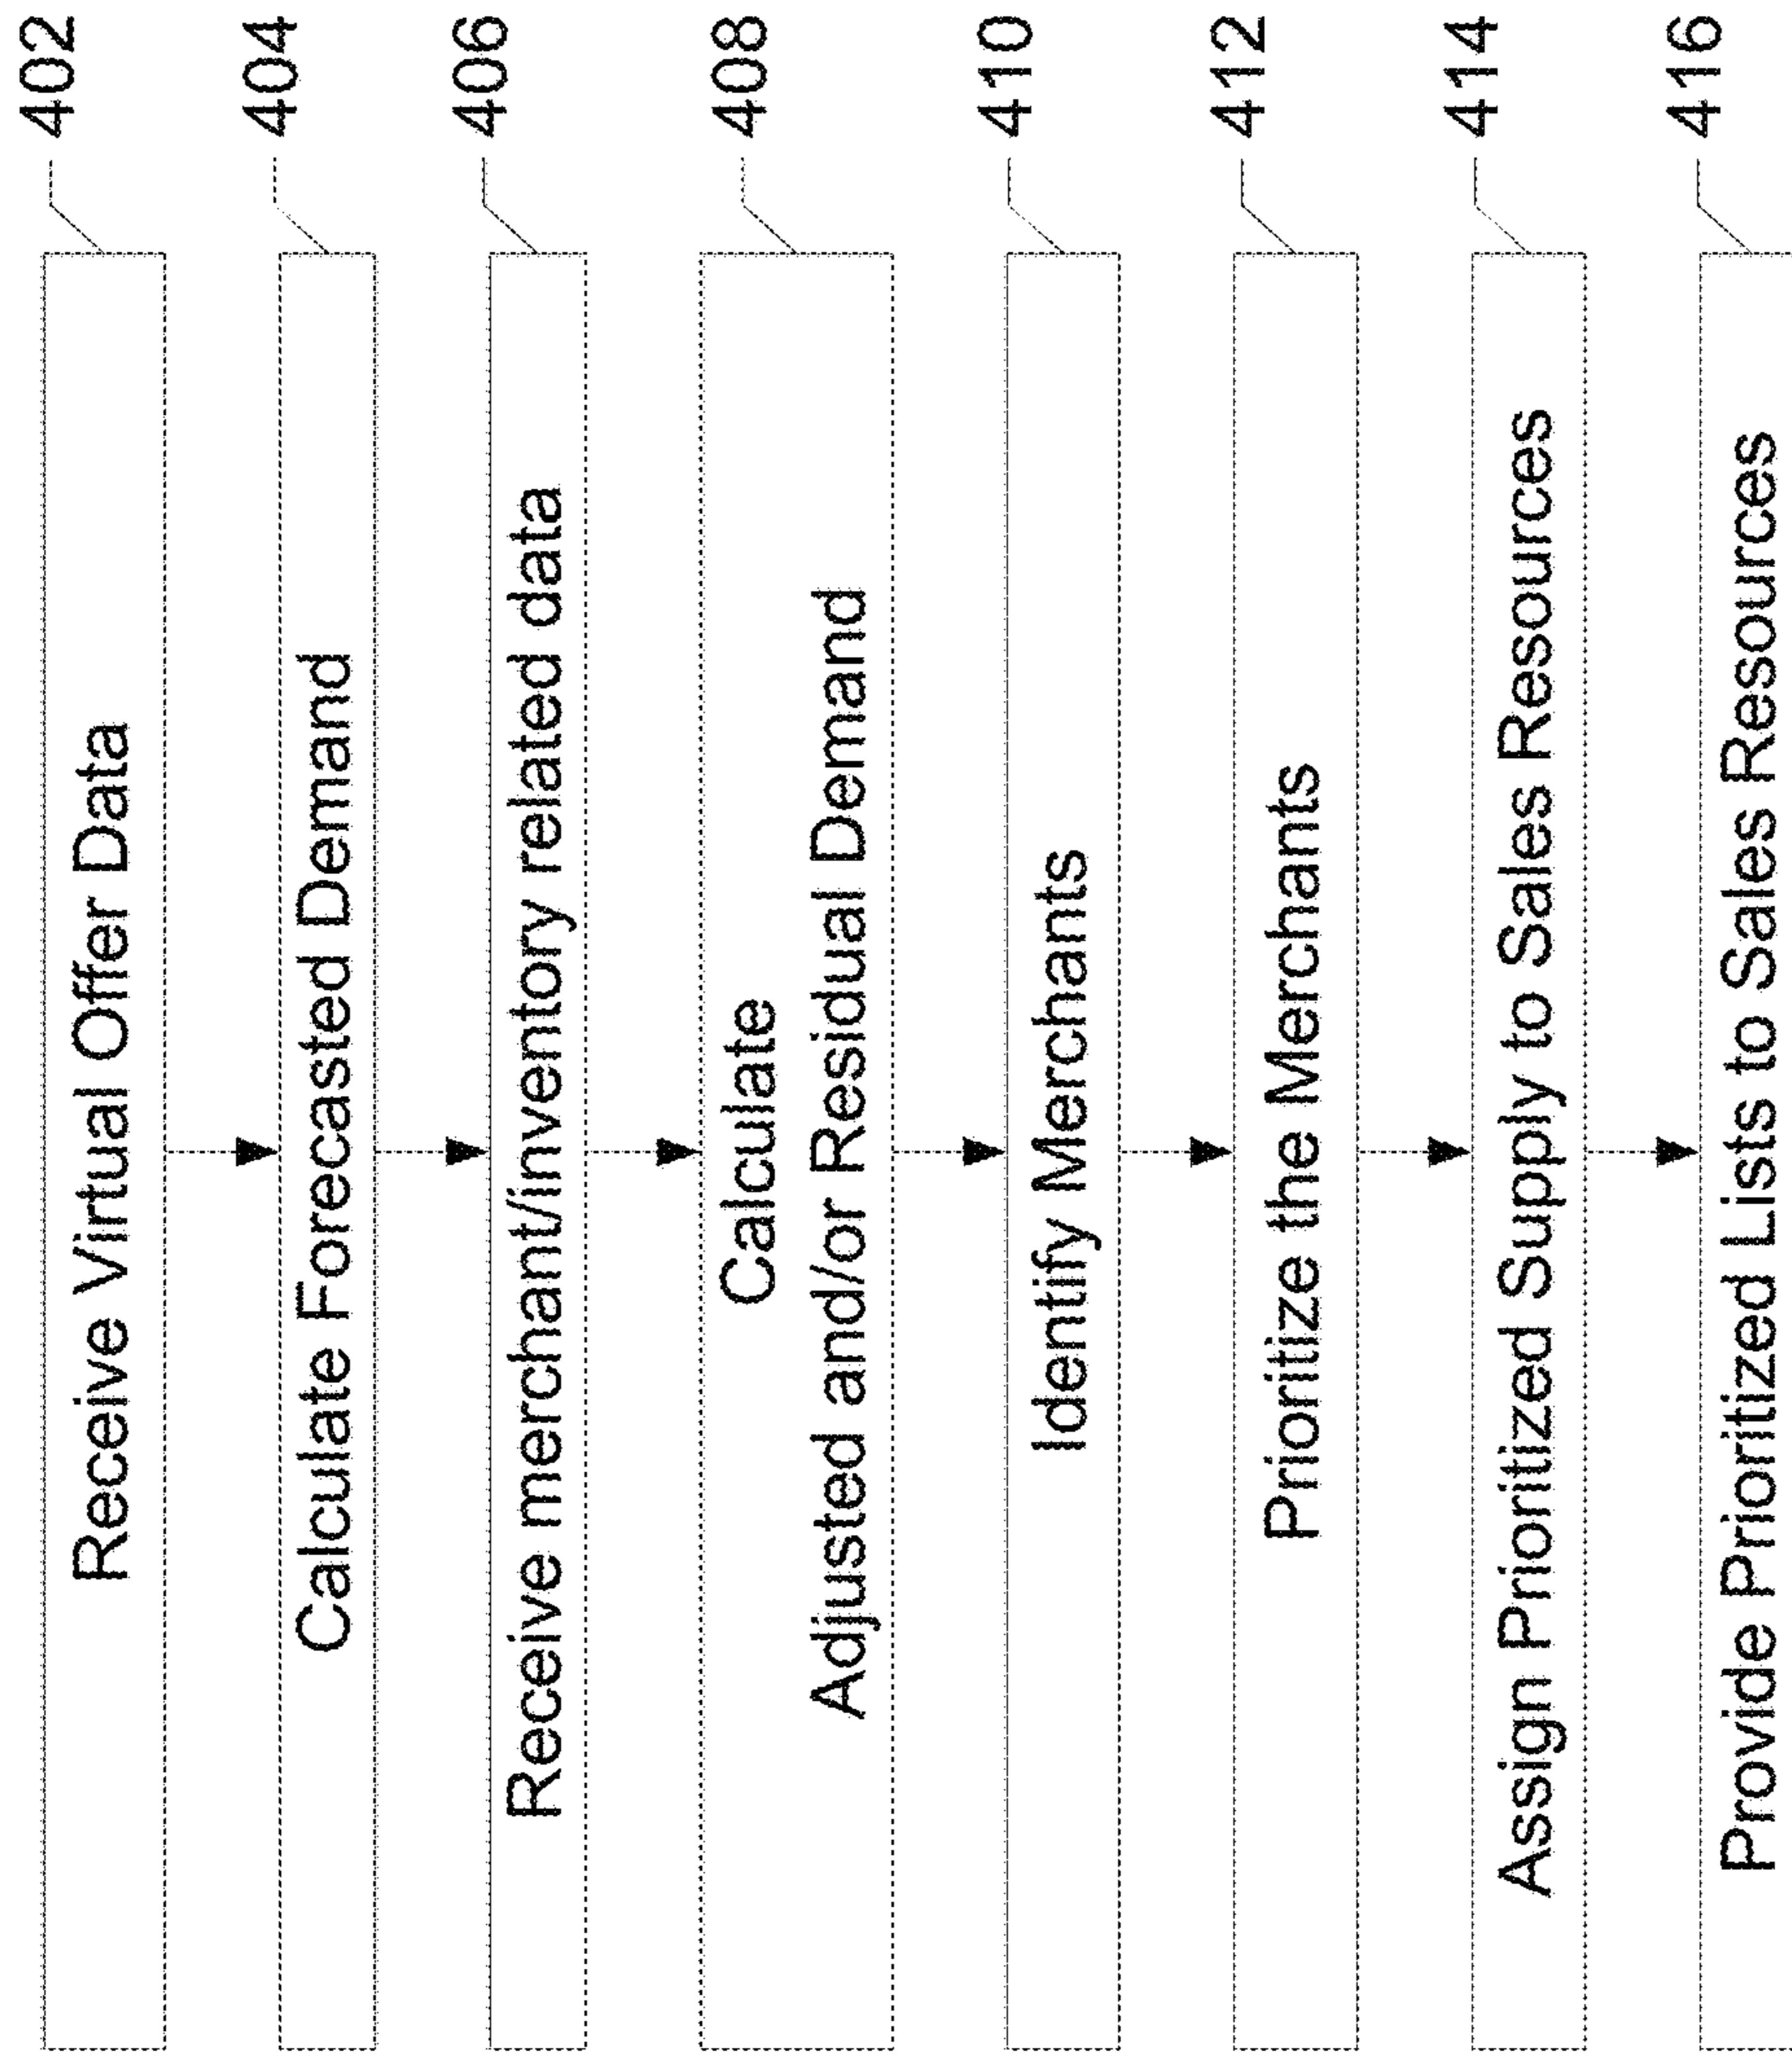 Receive Virtual Offer Data
402
Calculate Forecasted Demand
404
Receive merchant/inventory related data
406
Calculate
Adjusted and/or Residual Demand
408
Identify Merchants
410
Prioritize the Merchants
412
Assign Prioritized Supply to Sales Resources
414
Provide Prioritized Lists to Sales Resources
416